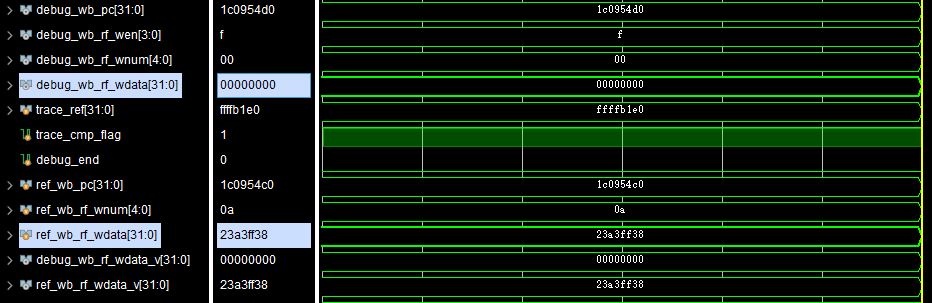 debug_wb_pc[31:0] 1c0954d0 1c0954d0
debug_wb_rf_wen[3:0] f f
debug_wb_rf_wnum[4:0] 00 00
debug_wb_rf_wdata[31:0] 00000000 00000000
trace_ref[31:0] ffffb1e0 ffffb1e0
trace_cmp_flag 1
debug_end 0
ref_wb_pc[31:0] 1c0954c0 1c0954c0
ref_wb_rf_wnum[4:0] 0a 0a
ref_wb_rf_wdata[31:0] 23a3ff38 23a3ff38
debug_wb_rf_wdata_v[31:0] 00000000 00000000
ref_wb_rf_wdata_v[31:0] 23a3ff38 23a3ff38